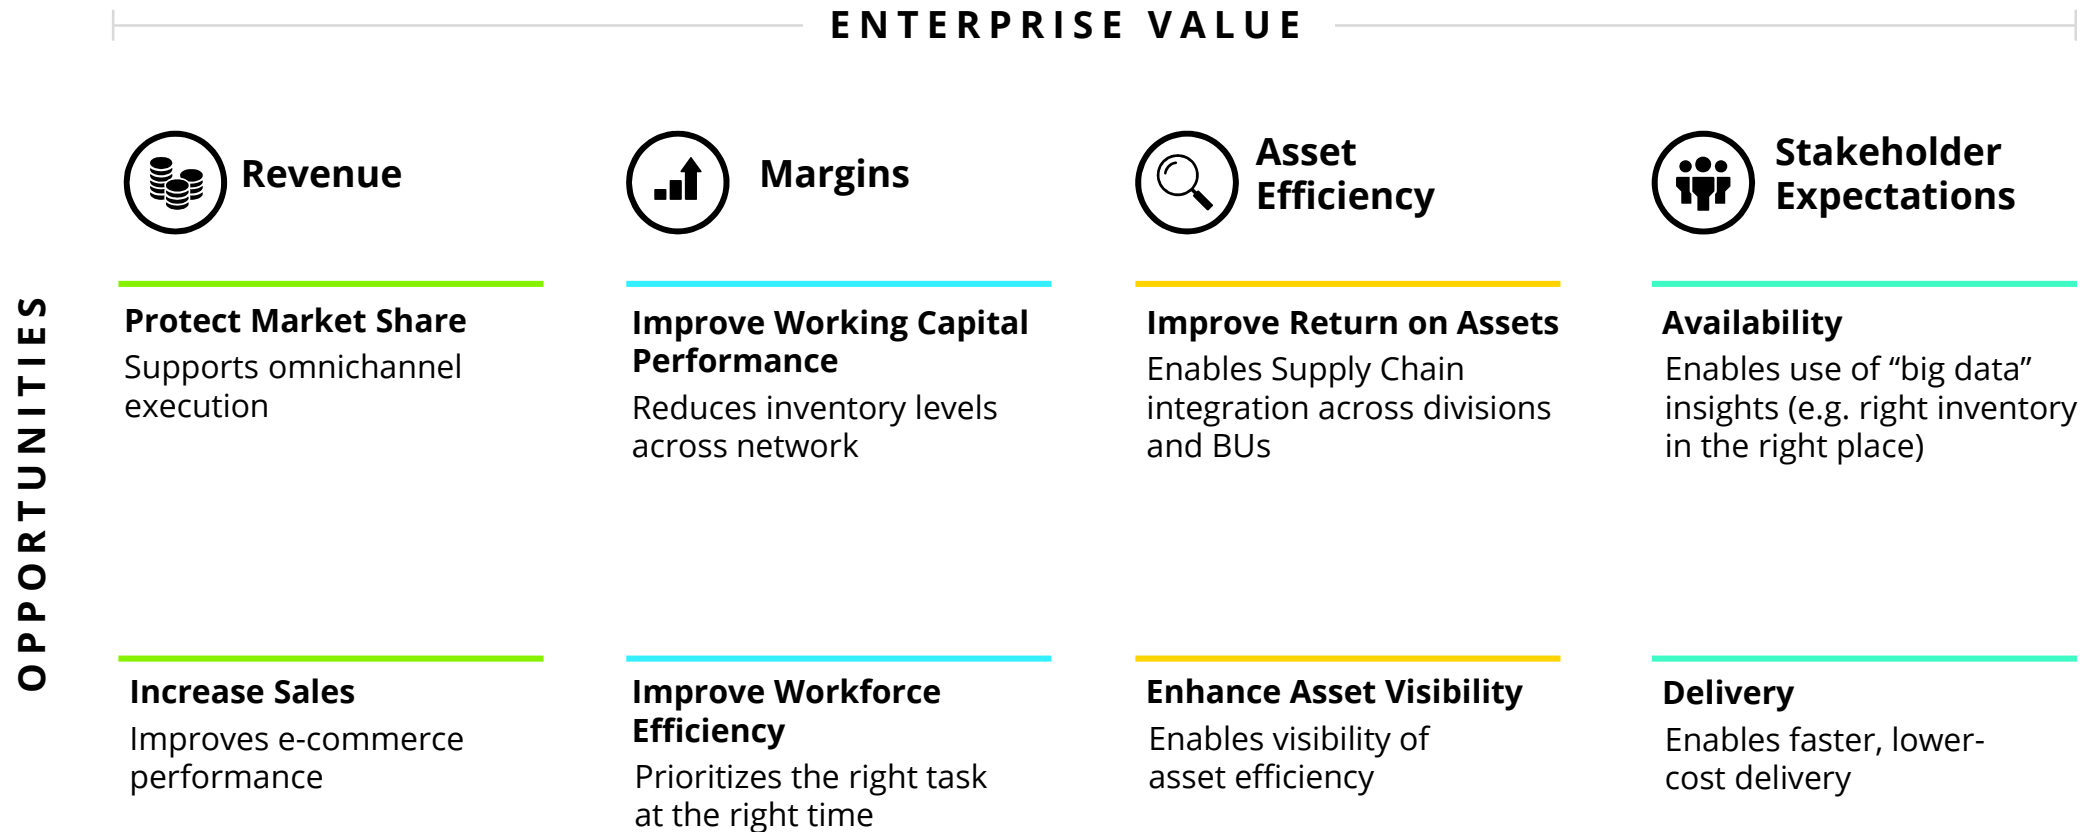 ENTERPRISE VALUE
Revenue
Margins
Asset
Efficiency
Stakeholder
Expectations
OPPORTUNITIES
Protect Market Share
Supports omnichannel
execution
Improve Working Capital
Performance
Reduces inventory levels
across network
Improve Return on Assets
Enables Supply Chain
integration across divisions
and BUs
Availability
Enables use of “big data”
insights (e.g. right inventory
in the right place)
Increase Sales
Improves e-commerce
performance
Improve Workforce
Efficiency
Prioritizes the right task
at the right time
Enhance Asset Visibility
Enables visibility of
asset efficiency
Delivery
Enables faster, lower-
cost delivery